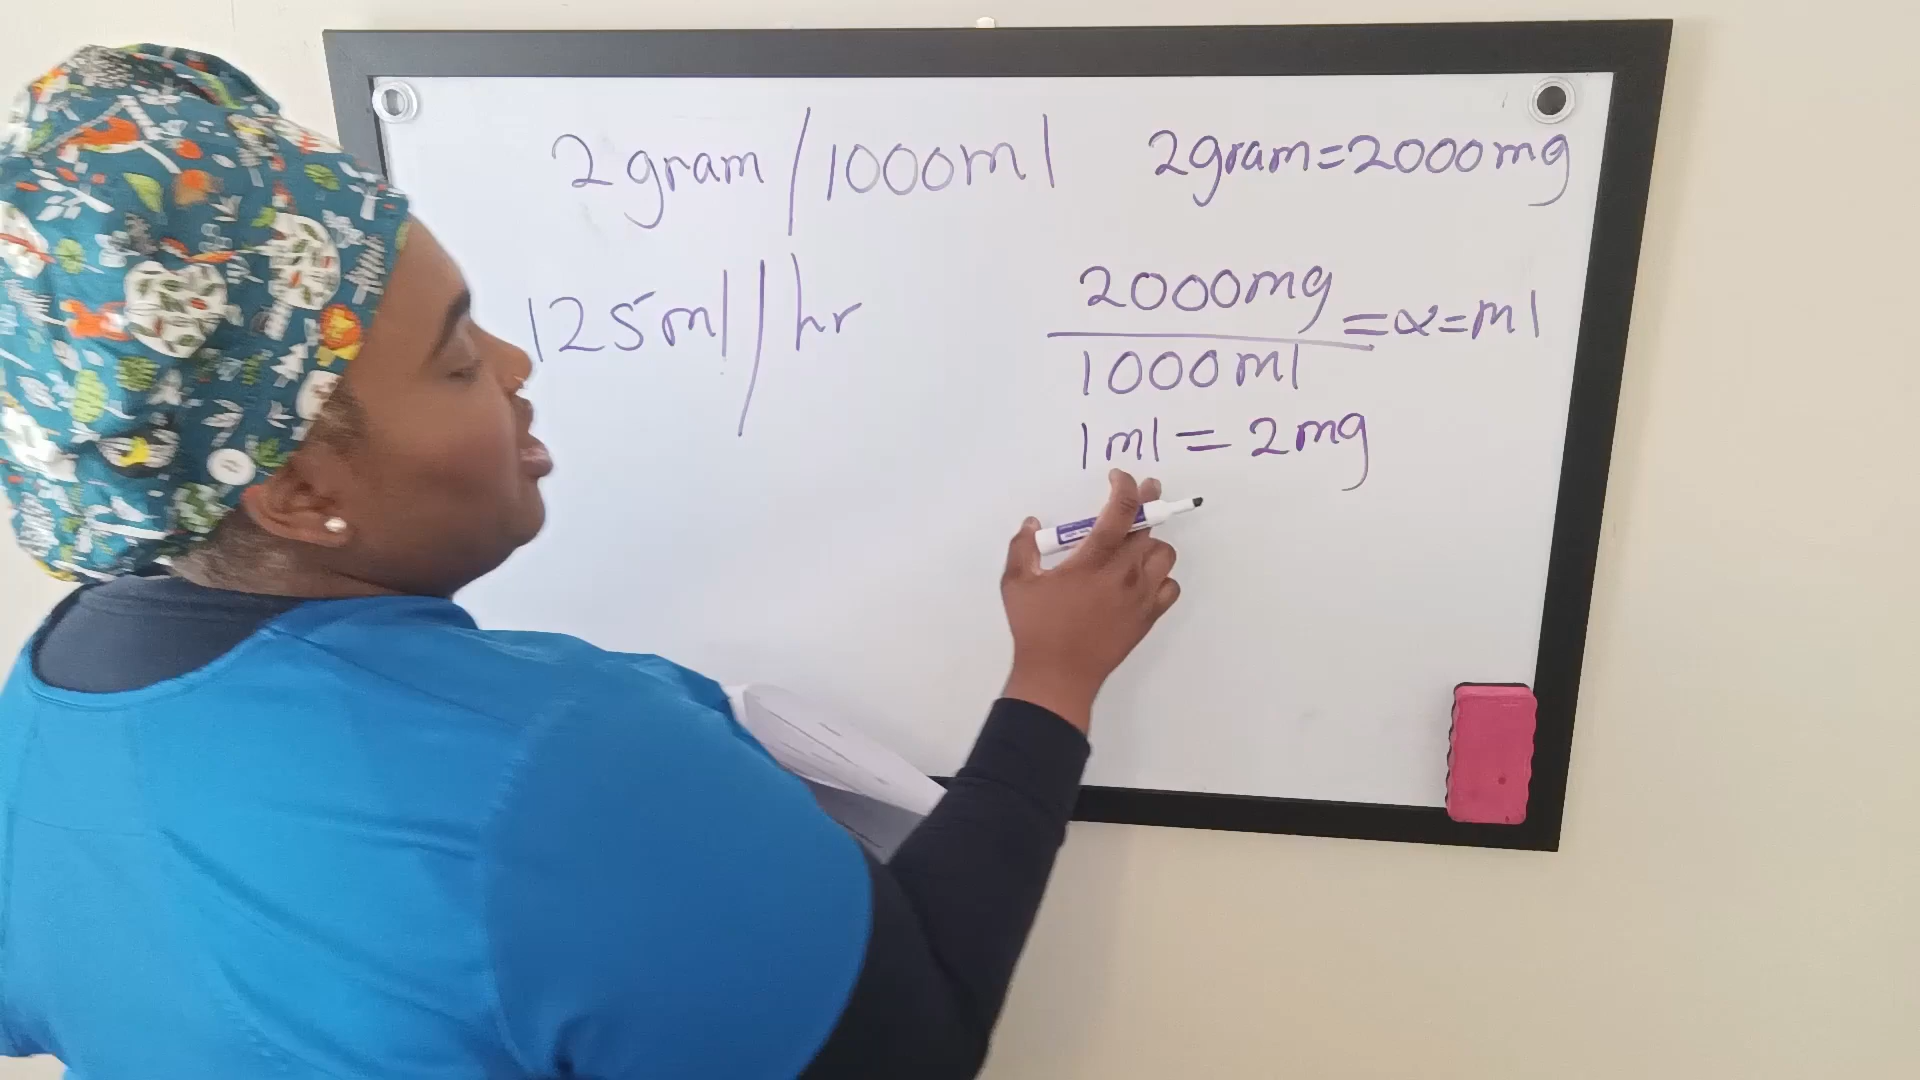 2gram/1000ml
2gram=2000mg
125ml/hr
2000mg
1000ml
=α=ml
1ml=2mg